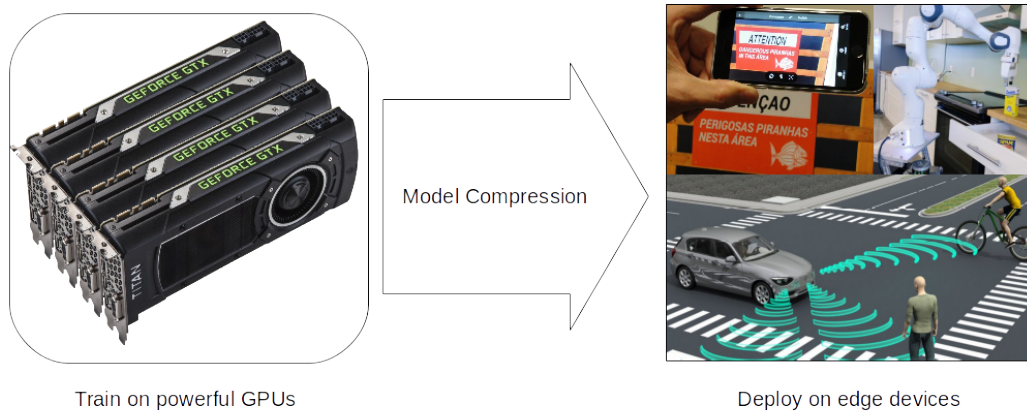 GEFORCE GTX
GEFORCE GTX
GEFORCE GTX
GEFORCE GTX
TITAN
Model Compression
ATTENTION
DANGEROUS PIRANHAS
IN THIS AREA
ENÇAO
PERIGOSAS PIRANHAS
NESTA ÁREA
Train on powerful GPUs
Deploy on edge devices